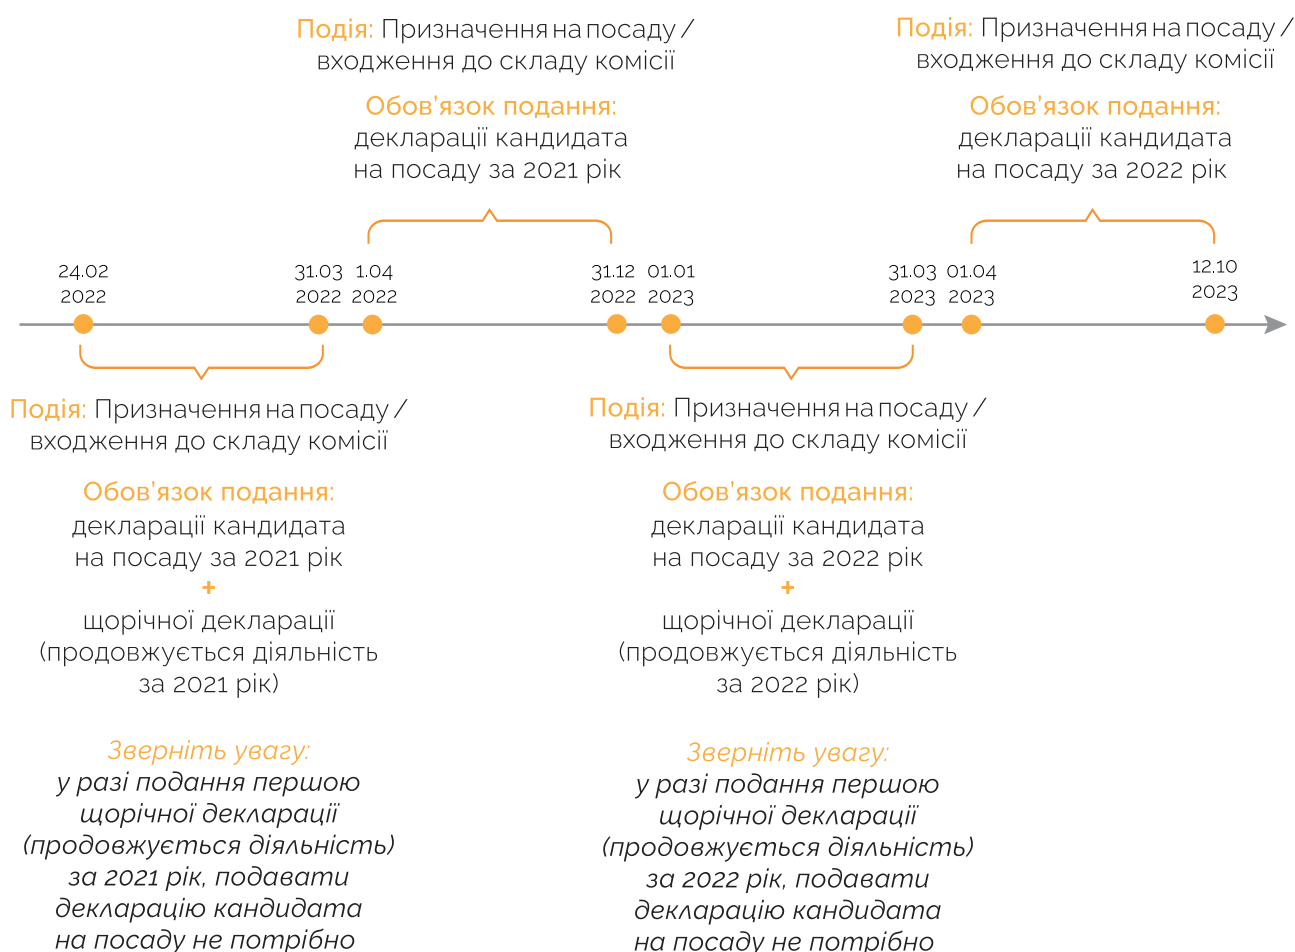 Подія: Призначення на посаду /
входження до складу комісії
Обов'язок подання:
декларації кандидата
на посаду за 2021 рік
Подія: Призначення на посаду /
входження до складу комісії
Обов'язок подання:
декларації кандидата
на посаду за 2022 рік
24.02
2022
31.03
2022
1.04
2022
31.12
2022
01.01
2023
31.03
2023
01.04
2023
12.10
2023
Подія: Призначення на посаду /
входження до складу комісії
Обов'язок подання:
декларації кандидата
на посаду за 2021 рік
+
щорічної декларації
(продовжується діяльність
за 2021 рік)
Зверніть увагу:
у разі подання першою
щорічної декларації
(продовжується діяльність)
за 2021 рік, подавати
декларацію кандидата
на посаду не потрібно
Подія: Призначення на посаду /
входження до складу комісії
Обов'язок подання:
декларації кандидата
на посаду за 2022 рік
+
щорічної декларації
(продовжується діяльність
за 2022 рік)
Зверніть увагу:
у разі подання першою
щорічної декларації
(продовжується діяльність)
за 2022 рік, подавати
декларацію кандидата
на посаду не потрібно